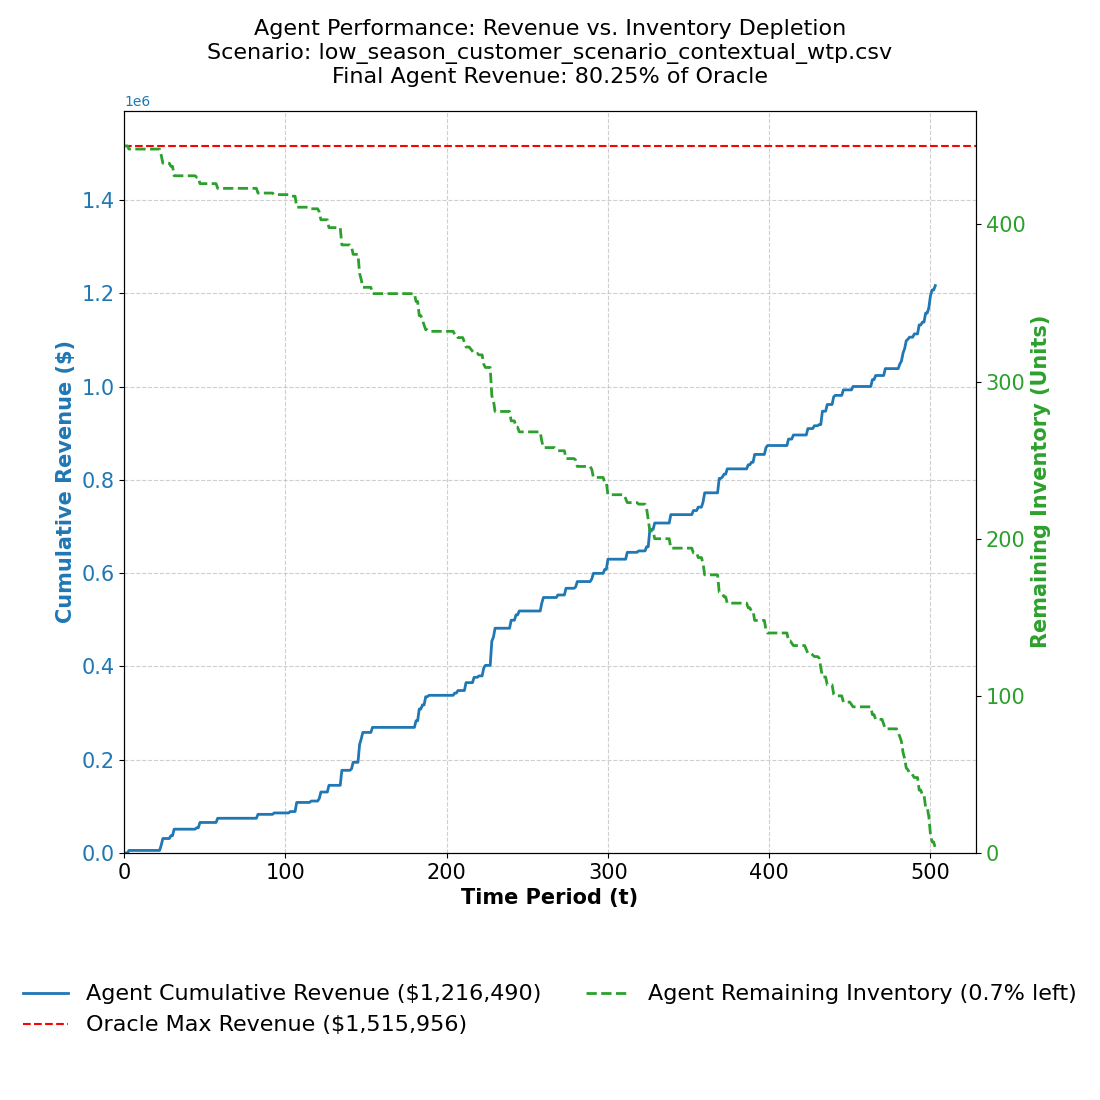 Agent Performance: Revenue vs. Inventory Depletion
Scenario: low_season_customer_scenario_contextual_wtp.csv
Final Agent Revenue: 80.25% of Oracle
1e6
1.4
1.2
1.0
0.8
0.6
0.4
0.2
0.0
Cumulative Revenue ($)
400
300
200
100
0
Remaining Inventory (Units)
0 100 200 300 400 500
Time Period (t)
Agent Cumulative Revenue ($1,216,490)
Oracle Max Revenue ($1,515,956)
Agent Remaining Inventory (0.7% left)